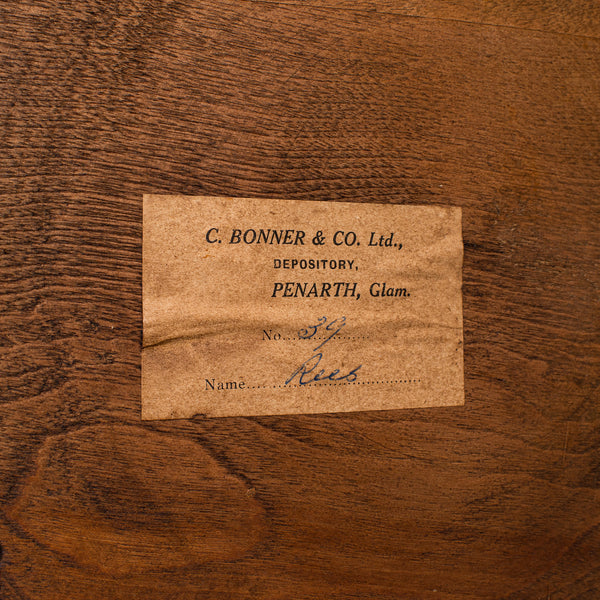 C. BONNER & CO. Ltd.,
DEPOSITORY,
PENARTH, Glam.
No. 39
Name Rees